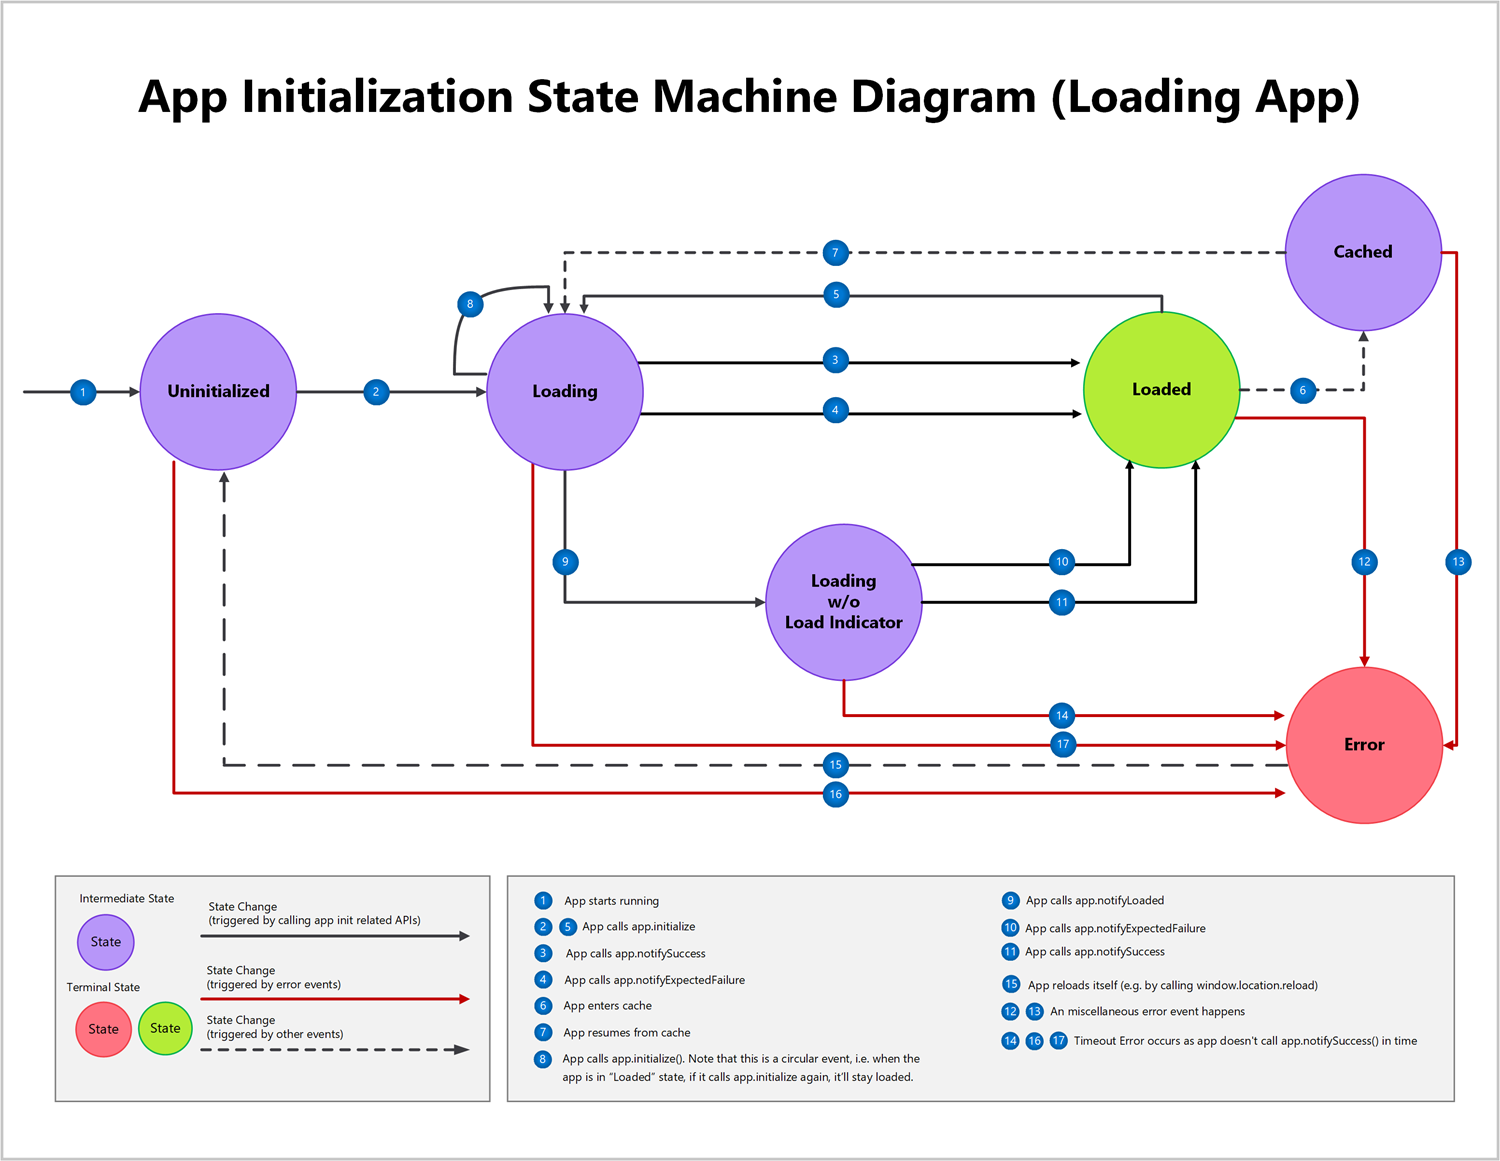 App Initialization State Machine Diagram (Loading App)
Cached
7
5
8
3
Uninitialized
Loading
Loaded
1
2
6
4
9
10
12
13
Loading
w/o
Load Indicator
11
14
17
Error
15
16
Intermediate State
State
State Change
(triggered by calling app init related APIs)
State Change
(triggered by error events)
Terminal State
State
State
State Change
(triggered by other events)
1 App starts running
2 5 App calls app.initialize
3 App calls app.notifySuccess
4 App calls app.notifyExpectedFailure
6 App enters cache
7 App resumes from cache
8 App calls app.initialize(). Note that this is a circular event, i.e. when the
app is in “Loaded” state, if it calls app.initialize again, it’ll stay loaded.
9 App calls app.notifyLoaded
10 App calls app.notifyExpectedFailure
11 App calls app.notifySuccess
15 App reloads itself (e.g. by calling window.location.reload)
12 13 An miscellaneous error event happens
14 16 17 Timeout Error occurs as app doesn't call app.notifySuccess() in time